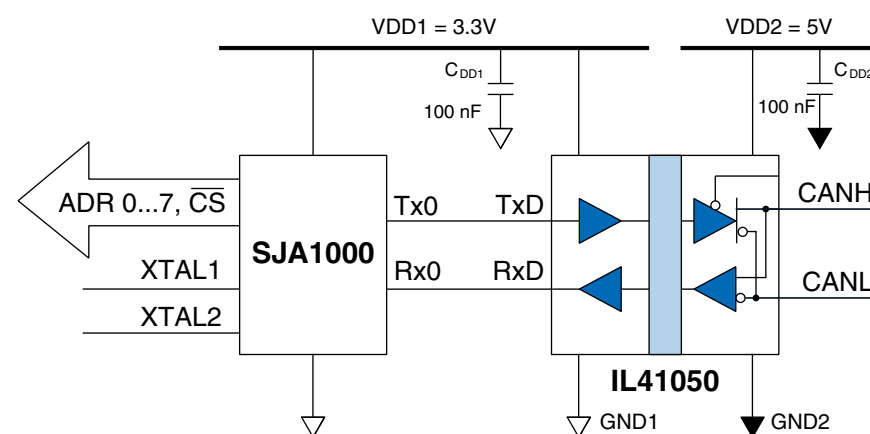 VDD1 = 3.3V
VDD2 = 5V
CDD1
100 nF
CDD2
100 nF
ADR 0...7, C̅S̅
SJA1000
Tx0
TxD
CANH
Rx0
RxD
CANL
XTAL1
XTAL2
IL41050
GND1
GND2